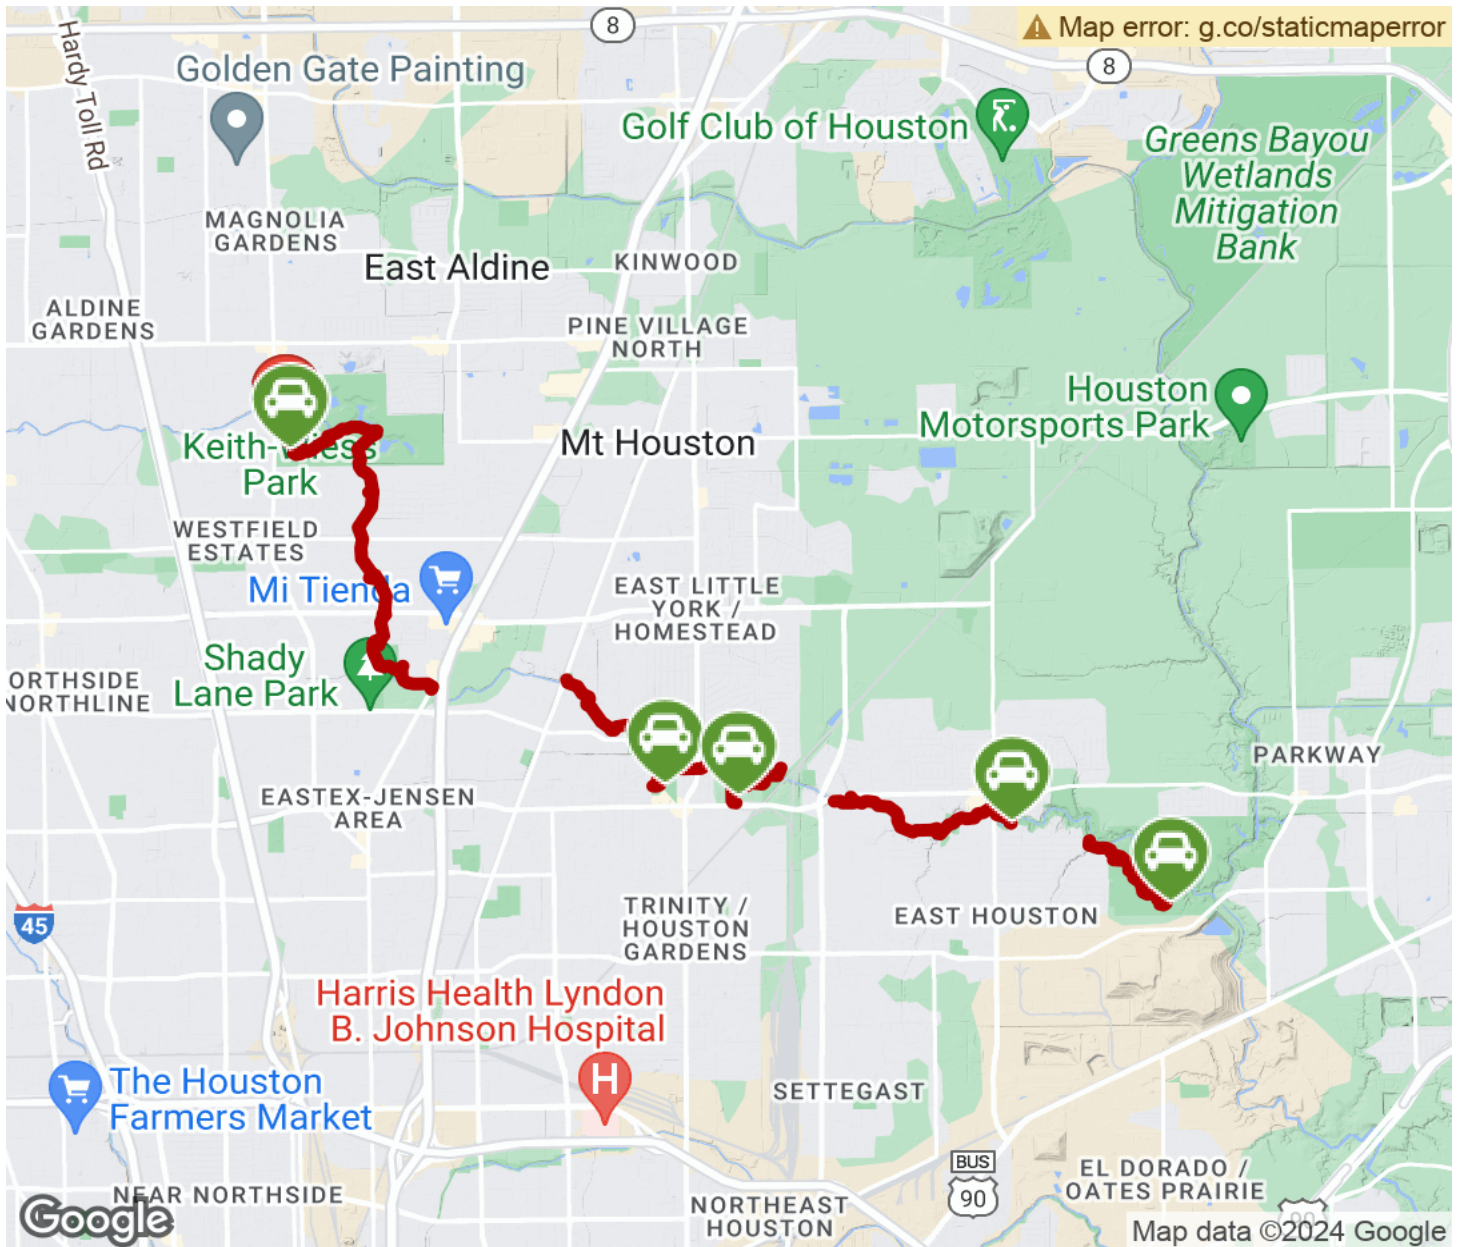 8
Map error: g.co/staticmaperror
Hardy Toll Rd
Golden Gate Painting
8
Golf Club of Houston
Greens Bayou
Wetlands
Mitigation
Bank
MAGNOLIA
GARDENS
East Aldine
KINWOOD
ALDINE
GARDENS
PINE VILLAGE
NORTH
Houston
Motorsports Park
Mt Houston
Park
WESTFIELD
ESTATES
Mi Tienda
EAST LITTLE
YORK /
HOMESTEAD
Shady
Lane Park
ORTHSIDE
NORTHLINE
PARKWAY
EASTEX-JENSEN
AREA
45
TRINITY /
HOUSTON
GARDENS
EAST HOUSTON
Harris Health Lyndon
B. Johnson Hospital
H
The Houston
Farmers Market
SETTEGAST
BUS
90
EL DORADO /
OATES PRAIRIE
NEAR NORTHSIDE
NORTHEAST
HOUSTON
90
Google
Map data ©2024 Google